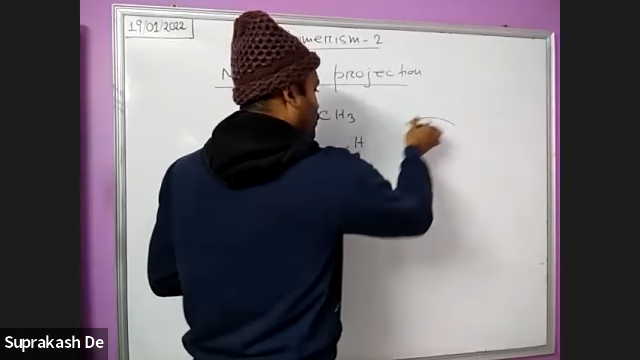 19/01/2022
merism-2
N projection
CH3
H
Suprakash De